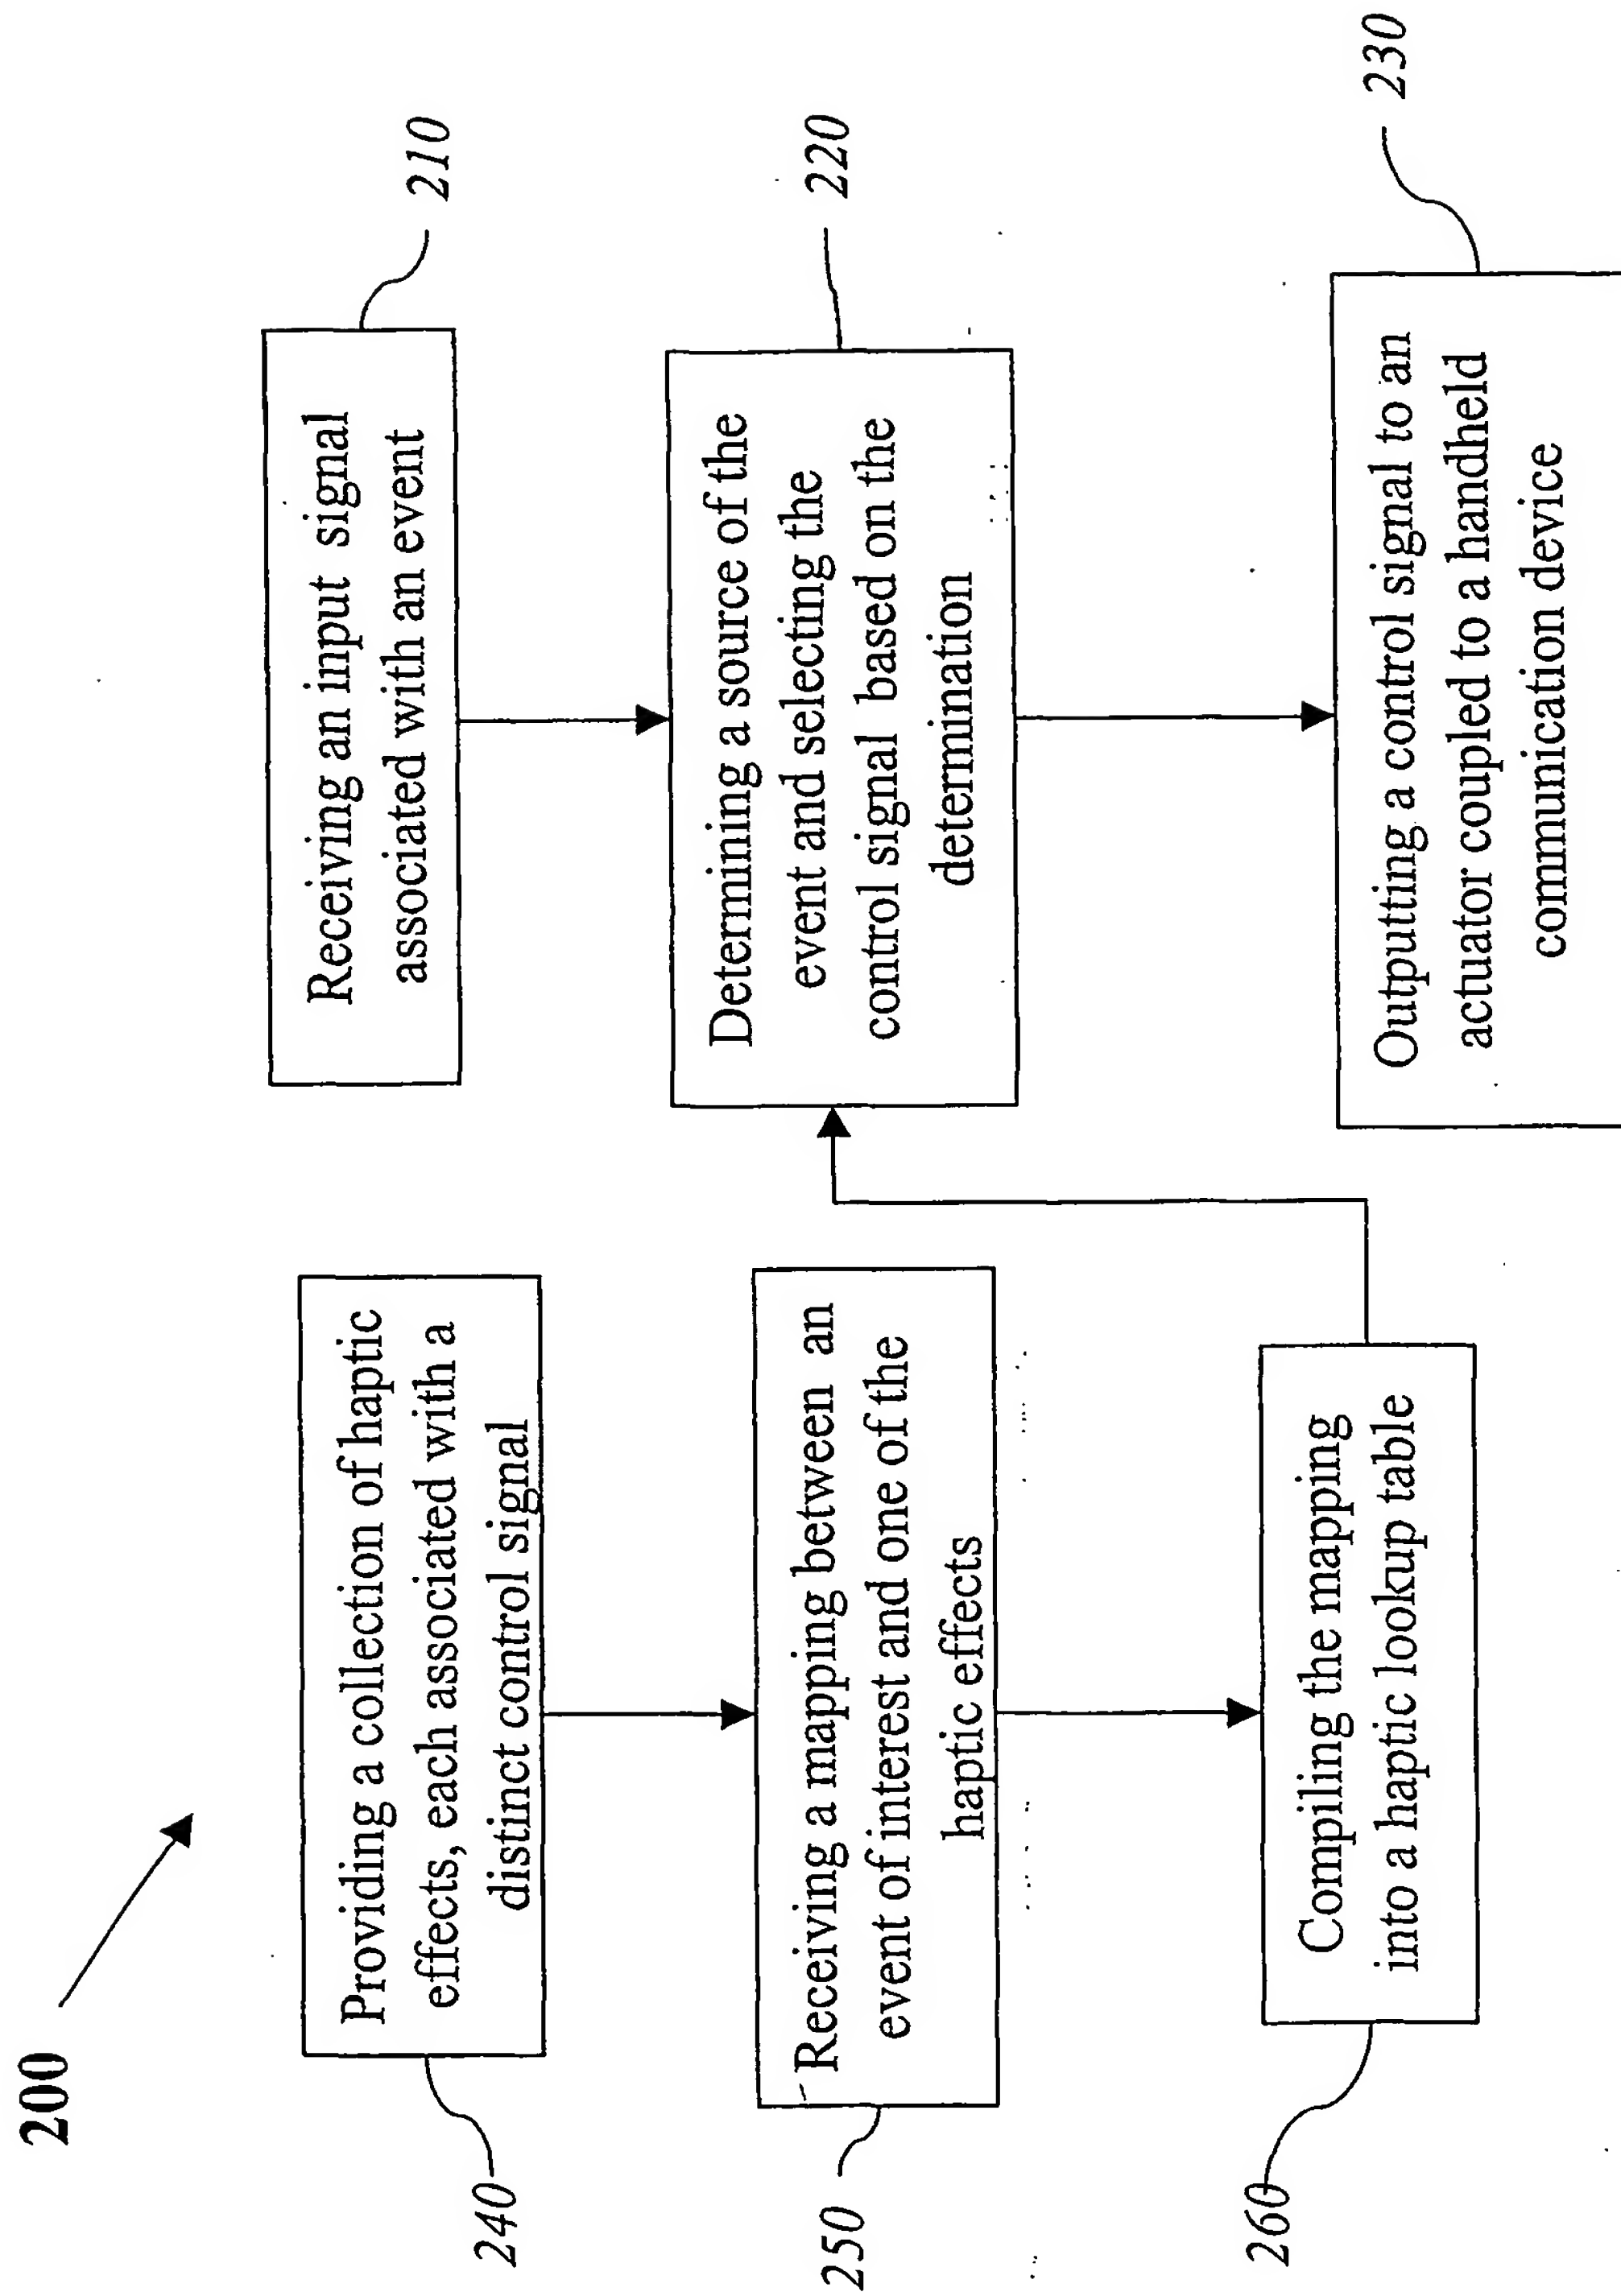 200
240
Providing a collection of haptic
effects, each associated with a
distinct control signal
250
Receiving a mapping between an
event of interest and one of the
haptic effects
260
Compiling the mapping
into a haptic lookup table
Receiving an input signal
associated with an event
210
Determining a source of the
event and selecting the
control signal based on the
determination
220
Outputting a control signal to an
actuator coupled to a handheld
communication device
230